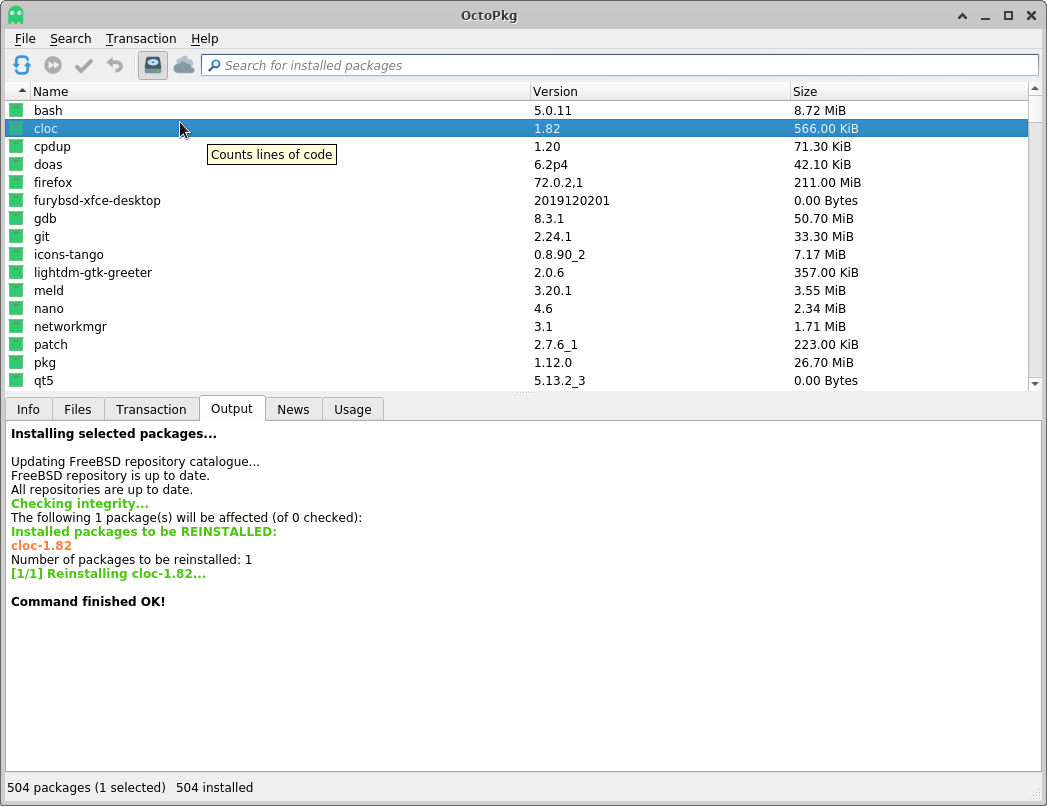 OctoPkg
File Search Transaction Help
Search for installed packages
Name Version Size
bash 5.0.11 8.72 MiB
cloc 1.82 566.00 KiB
cpdup 1.20 71.30 KiB
Counts lines of code
doas 6.2p4 42.10 KiB
firefox 72.0.2,1 211.00 MiB
furybsd-xfce-desktop 2019120201 0.00 Bytes
gdb 8.3.1 50.70 MiB
git 2.24.1 33.30 MiB
icons-tango 0.8.90_2 7.17 MiB
lightdm-gtk-greeter 2.0.6 357.00 KiB
meld 3.20.1 3.55 MiB
nano 4.6 2.34 MiB
networkmgr 3.1 1.71 MiB
patch 2.7.6_1 223.00 KiB
pkg 1.12.0 26.70 MiB
qt5 5.13.2_3 0.00 Bytes
Info Files Transaction Output News Usage
Installing selected packages...
Updating FreeBSD repository catalogue...
FreeBSD repository is up to date.
All repositories are up to date.
Checking integrity...
The following 1 package(s) will be affected (of 0 checked):
Installed packages to be REINSTALLED:
cloc-1.82
Number of packages to be reinstalled: 1
[1/1] Reinstalling cloc-1.82...
Command finished OK!
504 packages (1 selected) 504 installed